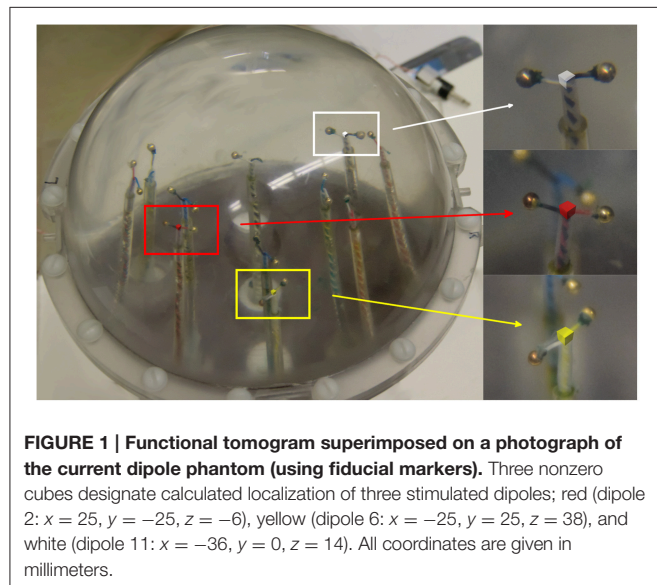 FIGURE 1 | Functional tomogram superimposed on a photograph of
the current dipole phantom (using fiducial markers). Three nonzero
cubes designate calculated localization of three stimulated dipoles; red (dipole
2: x = 25, y = −25, z = −6), yellow (dipole 6: x = −25, y = 25, z = 38), and
white (dipole 11: x = −36, y = 0, z = 14). All coordinates are given in
millimeters.